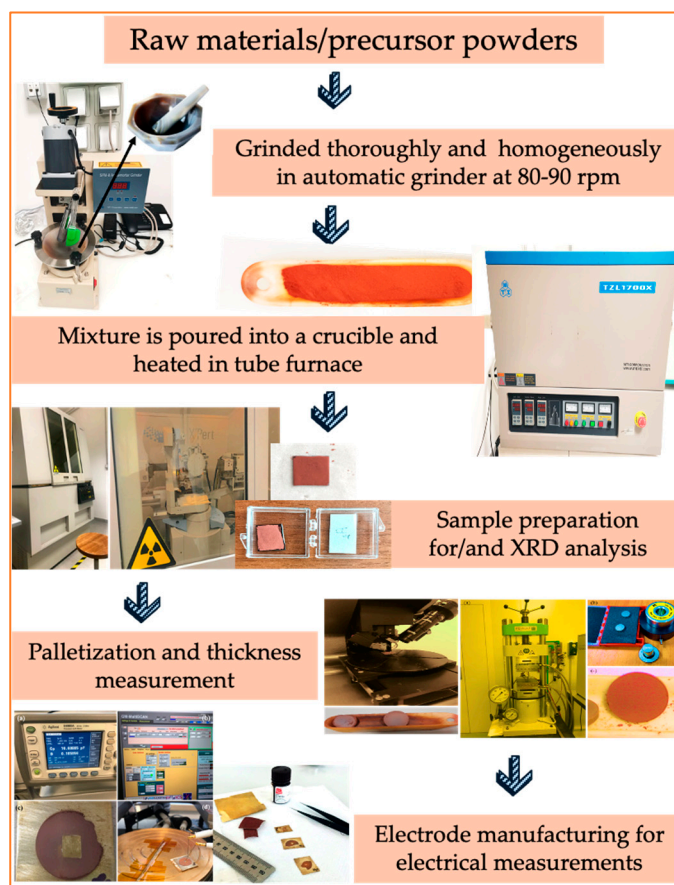 Raw materials/precursor powders
Grinded thoroughly and homogeneously
in automatic grinder at 80-90 rpm
TZL1700X
Mixture is poured into a crucible and
heated in tube furnace
Sample preparation
for/and XRD analysis
Palletization and thickness
measurement
(a)
(b)
(c)
(a)
(b)
(c)
(d)
Electrode manufacturing for
electrical measurements